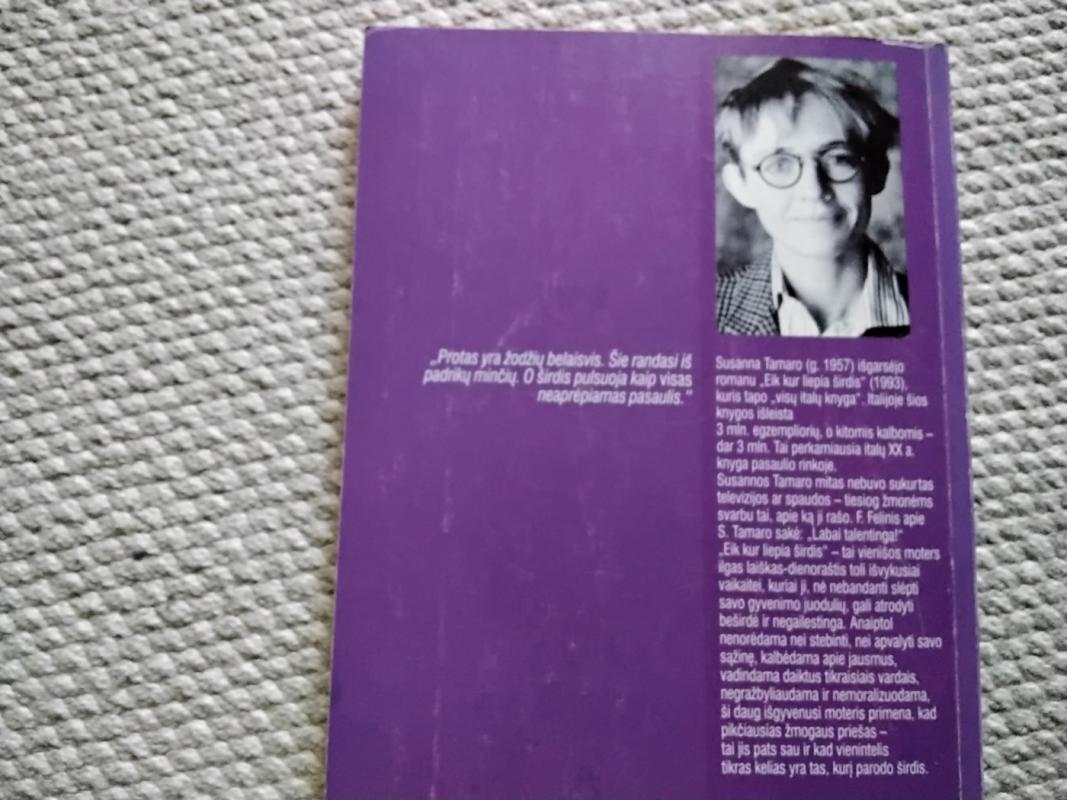 „Protas yra žodžių belaisvis. Šie randasi iš
padrikų minčių. O širdis pulsuoja kaip visas
neaprėpiamas pasaulis."
Susanna Tamaro (g. 1957) išgarsėjo
romanu „Eik kur liepia širdis" (1993),
kuris tapo „visų italų knyga". Italijoje šios
knygos išleista
3 mln. egzempliorių, o kitomis kalbomis –
dar 3 mln. Tai perkamiausia italų XX a.
knyga pasaulio rinkoje.
Susannos Tamaro mitas nebuvo sukurtas
televizijos ar spaudos – tiesiog žmonėms
svarbu tai, apie ką ji rašo. F. Felinis apie
S. Tamaro sakė: „Labai talentinga!"
„Eik kur liepia širdis" – tai vienišos moters
ilgas laiškas-dienoraštis toli išvykusiai
vaikaitei, kuriai ji, nė nebandanti slėpti
savo gyvenimo juodulių, gali atrodyti
beširdė ir negailestinga. Anaiptol
nenorėdama nei stebinti, nei apvalyti savo
sąžinę, kalbėdama apie jausmus,
vadindama daiktus tikraisiais vardais,
negražbyliaudama ir nemoralizuodama,
ši daug išgyvenusi moteris primena, kad
pikčiausias žmogaus priešas –
tai jis pats sau ir kad vienintelis
tikras kelias yra tas, kurį parodo širdis.